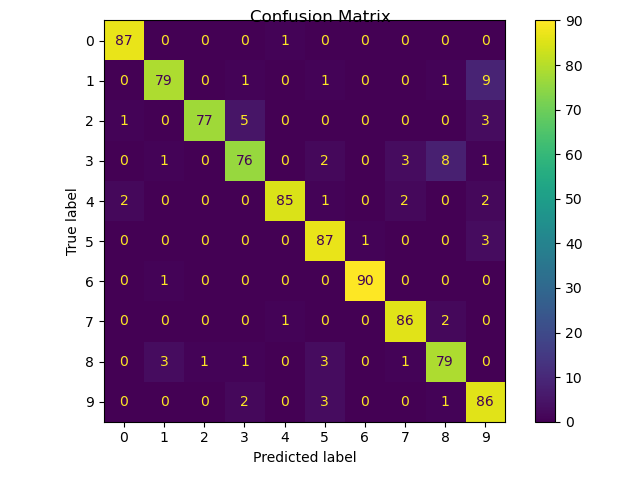 Confusion Matrix
0 87 0 0 0 1 0 0 0 0 0
1 0 79 0 1 0 1 0 0 1 9
2 1 0 77 5 0 0 0 0 0 3
3 0 1 0 76 0 2 0 3 8 1
4 2 0 0 0 85 1 0 2 0 2
5 0 0 0 0 0 87 1 0 0 3
6 0 1 0 0 0 0 90 0 0 0
7 0 0 0 0 1 0 0 86 2 0
8 0 3 1 1 0 3 0 1 79 0
9 0 0 0 2 0 3 0 0 1 86
0 1 2 3 4 5 6 7 8 9
Predicted label
True label
90
80
70
60
50
40
30
20
10
0